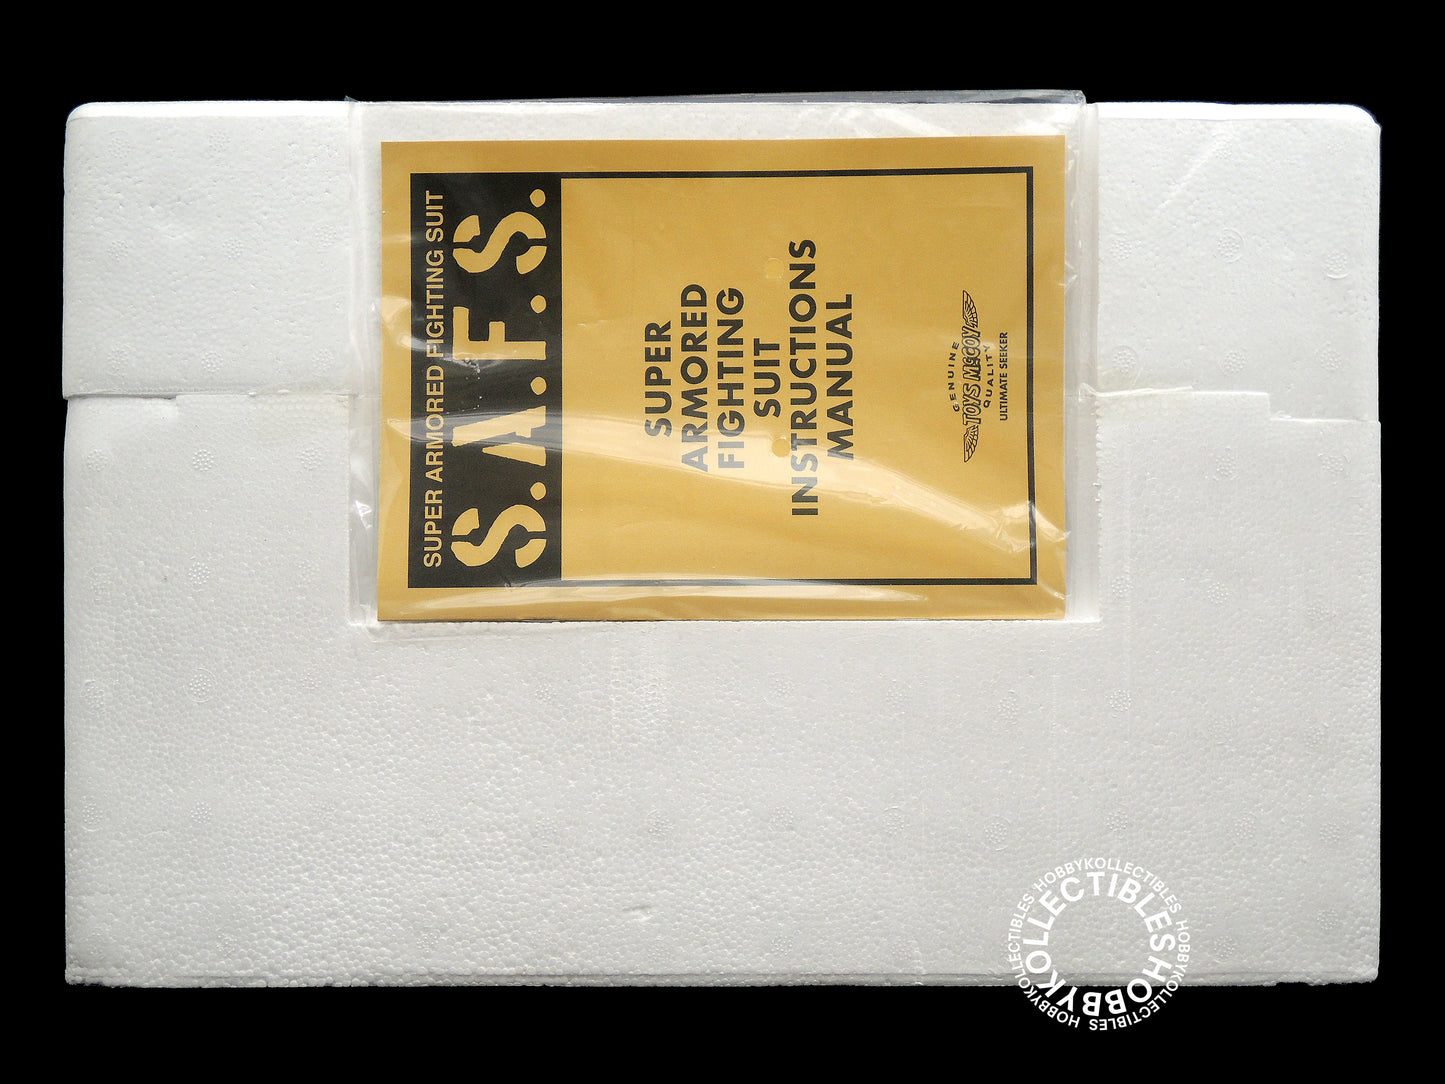 SUPER ARMORED FIGHTING SUIT
S.A.F.S.
SUPER
ARMORED
FIGHTING
SUIT
INSTRUCTIONS
MANUAL
GENUINE
TOYS McCOY
QUALITY
ULTIMATE SEEKER
HOBBYKOLLECTIBLES HOBBYKOLLECTIBLES HOBBYKOLLECTIBLES
HOBBYKOLLECTIBLES